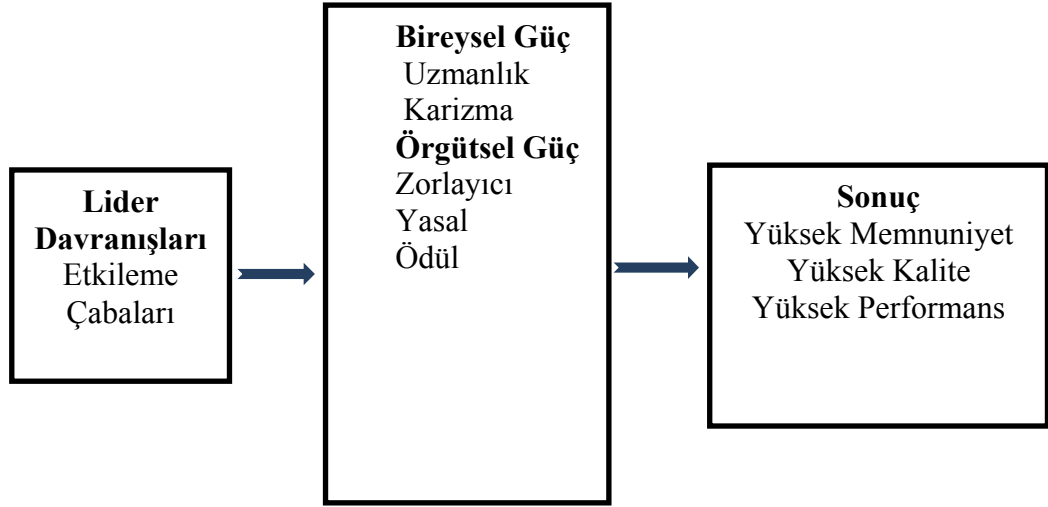 Lider
Davranışları
Etkileme
Çabaları
Bireysel Güç
Uzmanlık
Karizma
Örgütsel Güç
Zorlayıcı
Yasal
Ödül
Sonuç
Yüksek Memnuniyet
Yüksek Kalite
Yüksek Performans